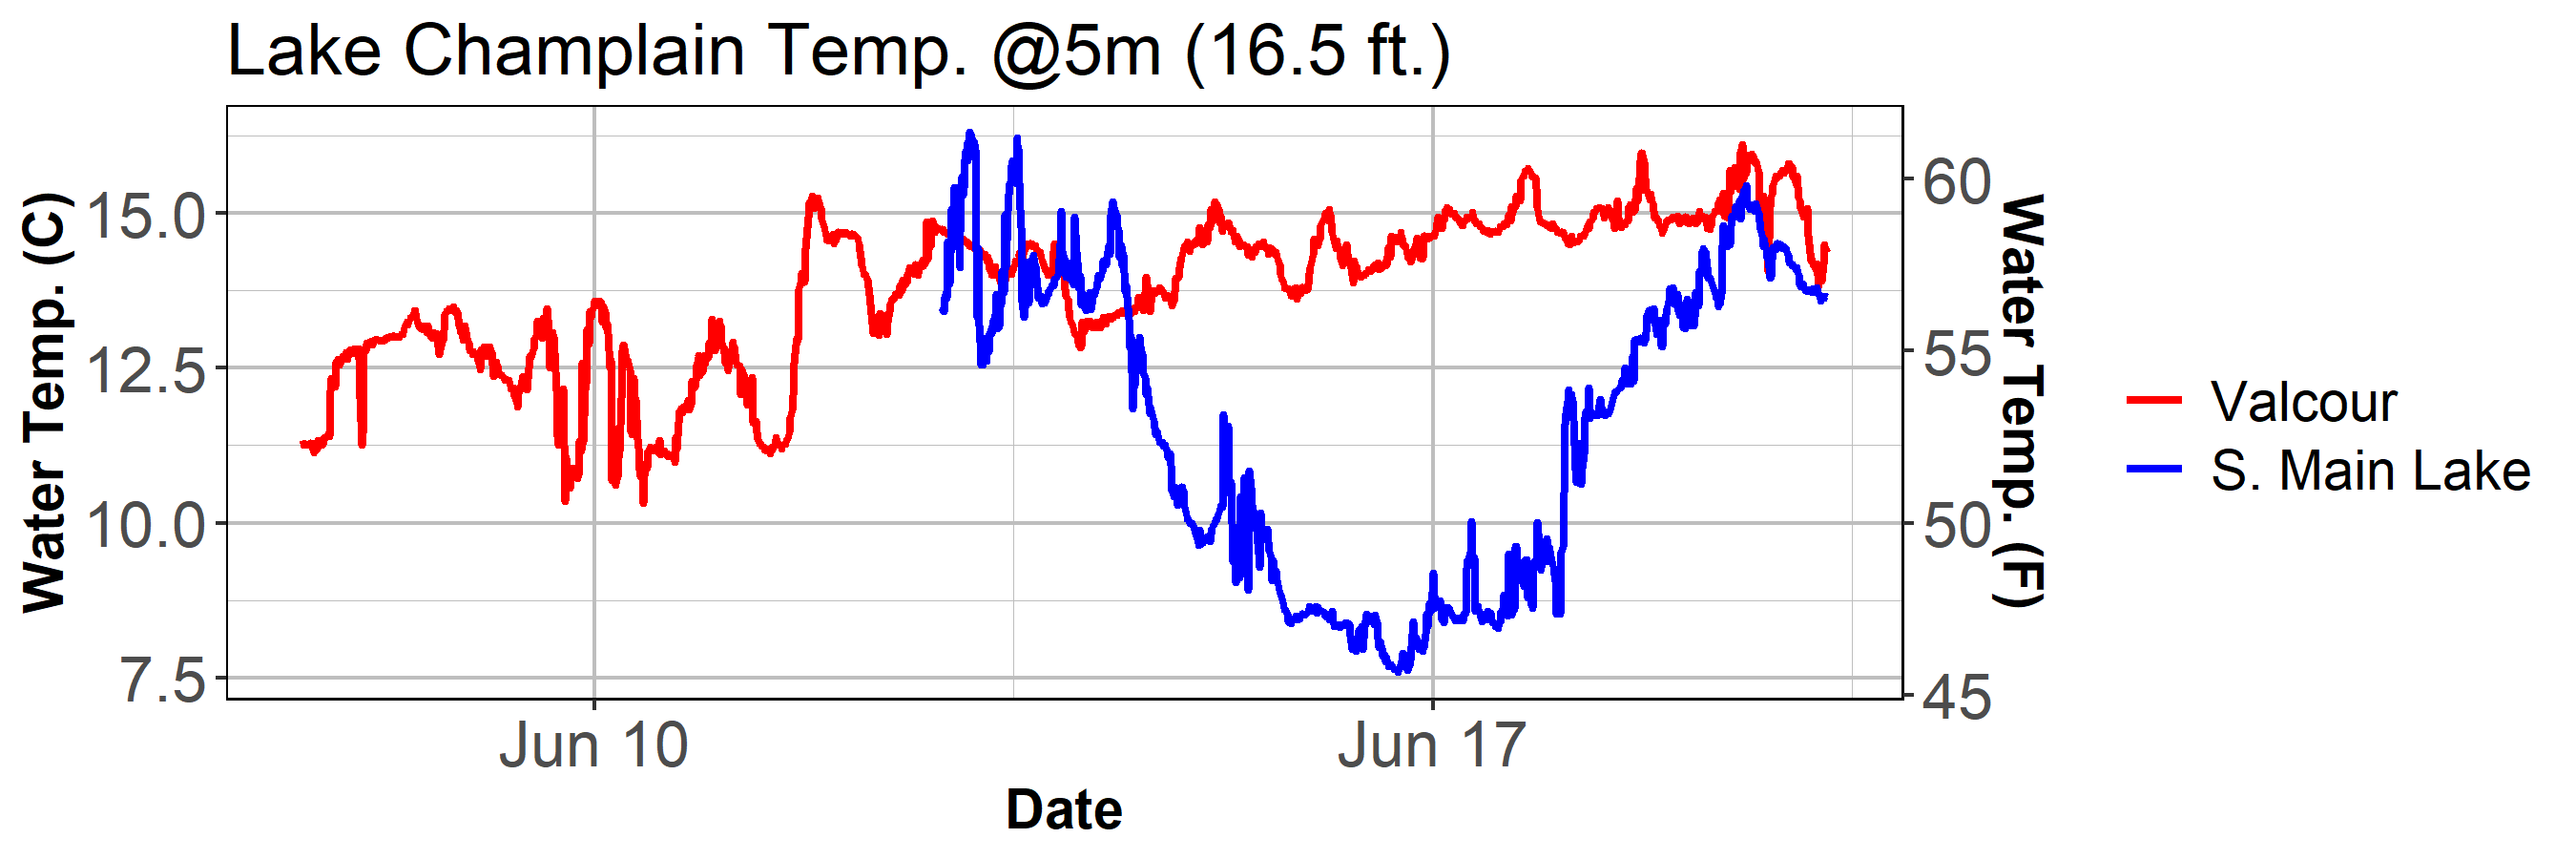 Lake Champlain Temp. @5m (16.5 ft.)
Water Temp. (C)
15.0
12.5
10.0
7.5
60
55
50
45
Water Temp. (F)
Jun 10
Jun 17
Date
Valcour
S. Main Lake